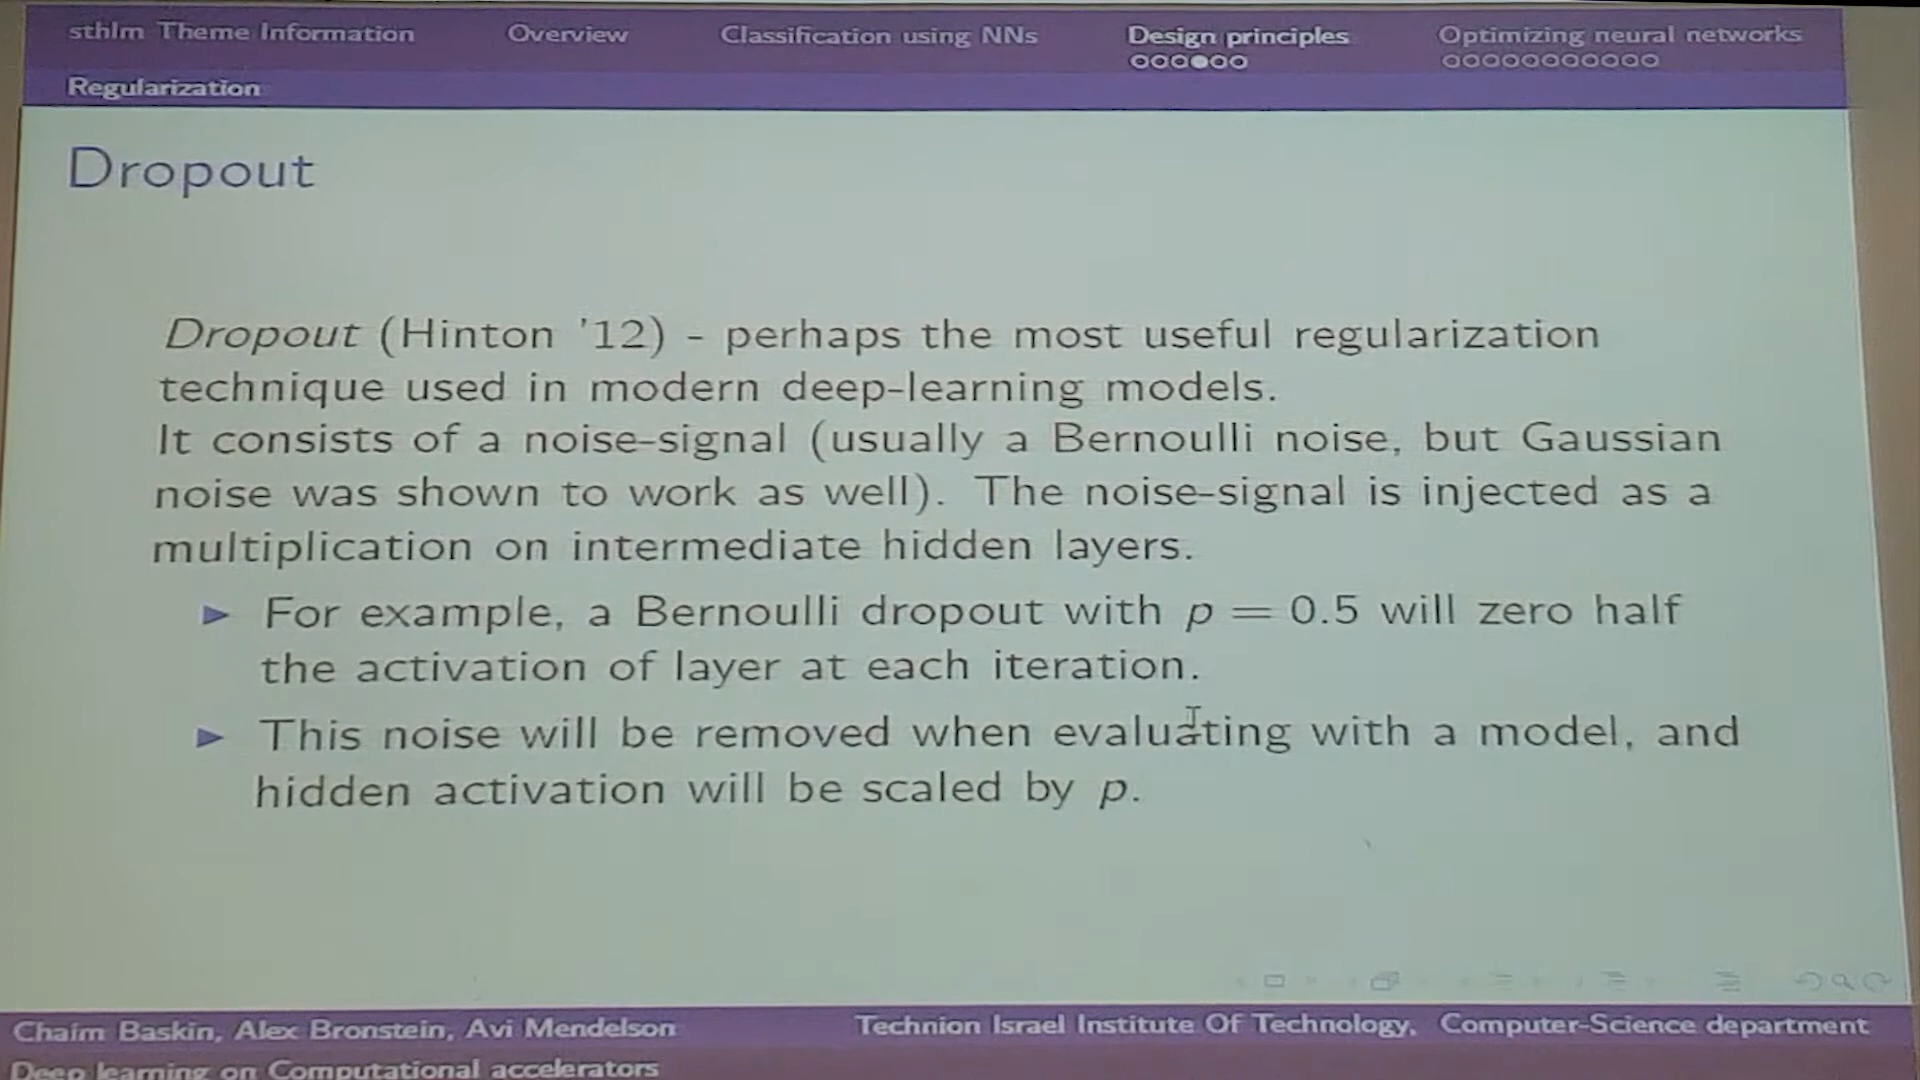 sthlm Theme Information Overview Classification using NNs Design principles Optimizing neural networks
Regularization
Dropout
Dropout (Hinton '12) - perhaps the most useful regularization
technique used in modern deep-learning models.
It consists of a noise-signal (usually a Bernoulli noise, but Gaussian
noise was shown to work as well). The noise-signal is injected as a
multiplication on intermediate hidden layers.
► For example, a Bernoulli dropout with p = 0.5 will zero half
the activation of layer at each iteration.
► This noise will be removed when evaluating with a model, and
hidden activation will be scaled by p.
Chaim Baskin, Alex Bronstein, Avi Mendelson Technion Israel Institute Of Technology, Computer-Science department
Deep learning on Computational accelerators